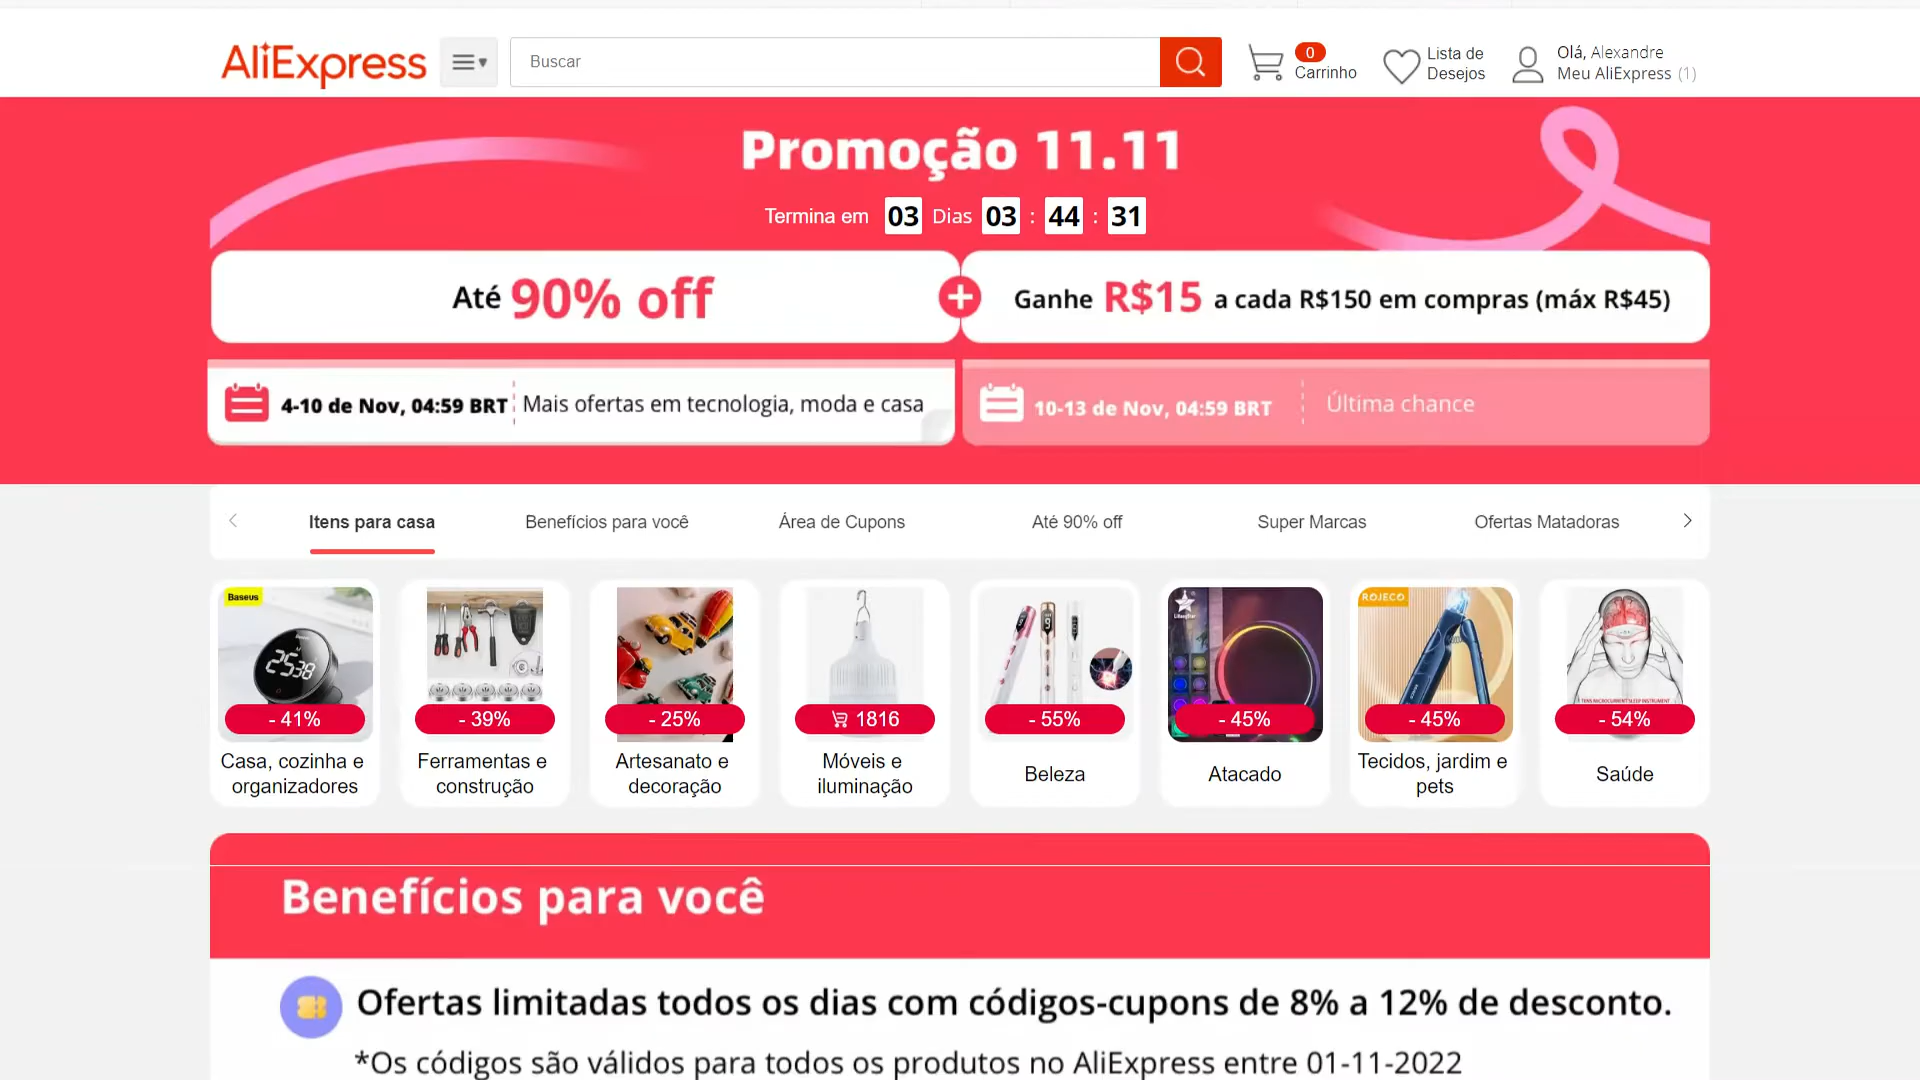 AliExpress
Buscar
0
Carrinho
Lista de
Desejos
Olá, Alexandre
Meu AliExpress (1)
Promoção 11.11
Termina em 03 Dias 03 : 44 : 31
Até 90% off
+
Ganhe R$15 a cada R$150 em compras (máx R$45)
4-10 de Nov, 04:59 BRT
Mais ofertas em tecnologia, moda e casa
10-13 de Nov, 04:59 BRT
Última chance
Itens para casa
Benefícios para você
Área de Cupons
Até 90% off
Super Marcas
Ofertas Matadoras
Baseus
25:38
- 41%
Casa, cozinha e
organizadores
- 39%
Ferramentas e
construção
- 25%
Artesanato e
decoração
1816
Móveis e
iluminação
- 55%
Beleza
- 45%
Atacado
ROJECO
- 45%
Tecidos, jardim e
pets
- 54%
Saúde
Benefícios para você
Ofertas limitadas todos os dias com códigos-cupons de 8% a 12% de desconto.
*Os códigos são válidos para todos os produtos no AliExpress entre 01-11-2022